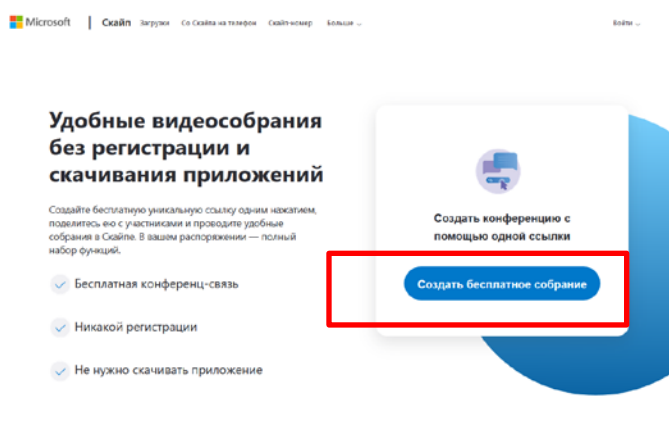 Microsoft | Скайп Загрузки Со Скайпа на телефон Скайп-номер Больше Войти
Удобные видеособрания
без регистрации и
скачивания приложений
Создайте бесплатную уникальную ссылку одним нажатием,
поделитесь ею с участниками и проводите удобные
собрания в Скайпе. В вашем распоряжении — полный
набор функций.
Бесплатная конференц-связь
Никакой регистрации
Не нужно скачивать приложение
Создать конференцию с
помощью одной ссылки
Создать бесплатное собрание